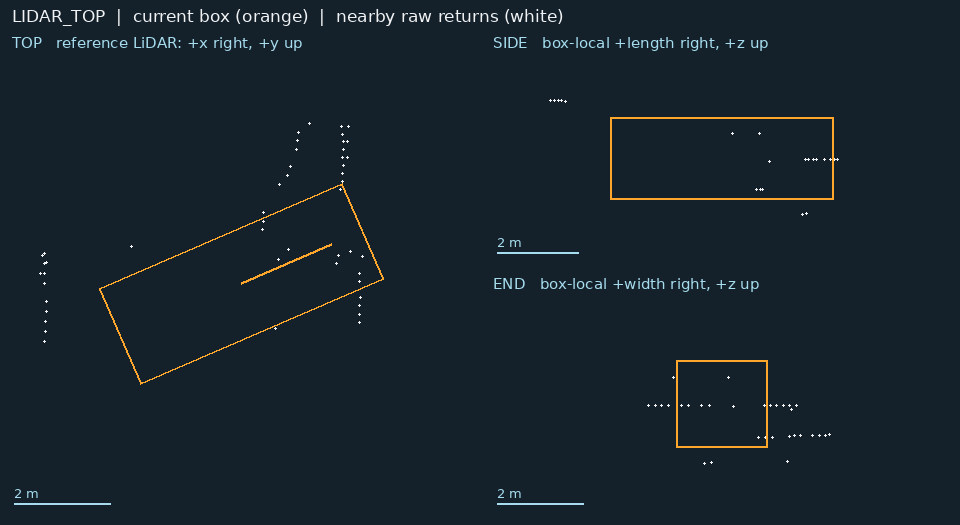 LIDAR_TOP | current box (orange) | nearby raw returns (white)
TOP reference LiDAR: +x right, +y up
SIDE box-local +length right, +z up
2 m
END box-local +width right, +z up
2 m
2 m